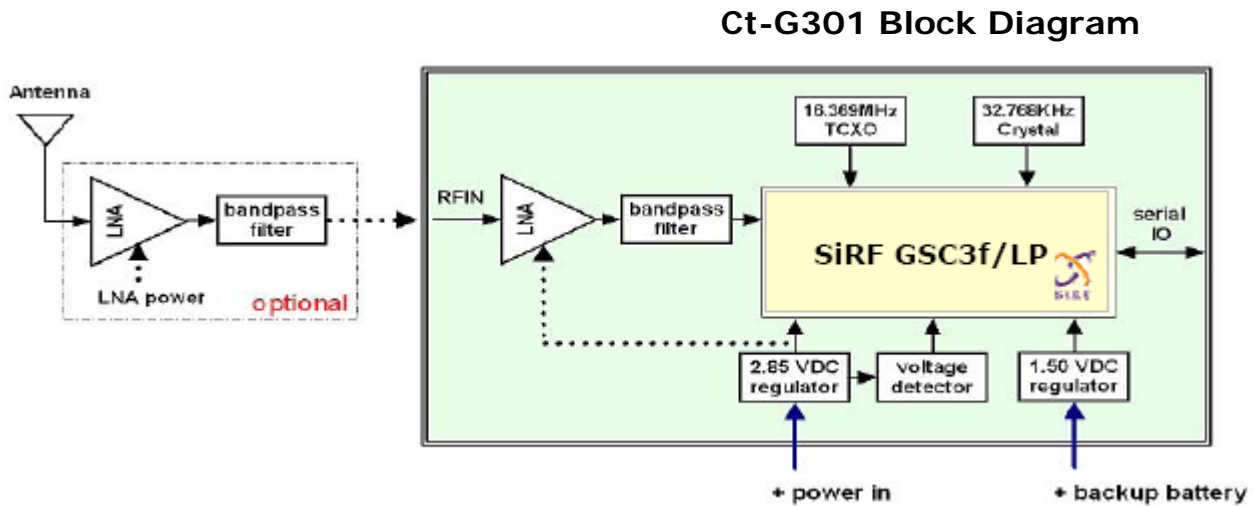 Ct-G301 Block Diagram
Antenna
LNA
bandpass
filter
LNA power
optional
RFIN
LNA
bandpass
filter
16.369MHz
TCXO
32.768KHz
Crystal
SiRF GSC3f/LP
SiRF
serial
IO
2.85 VDC
regulator
voltage
detector
1.50 VDC
regulator
+ power in
+ backup battery